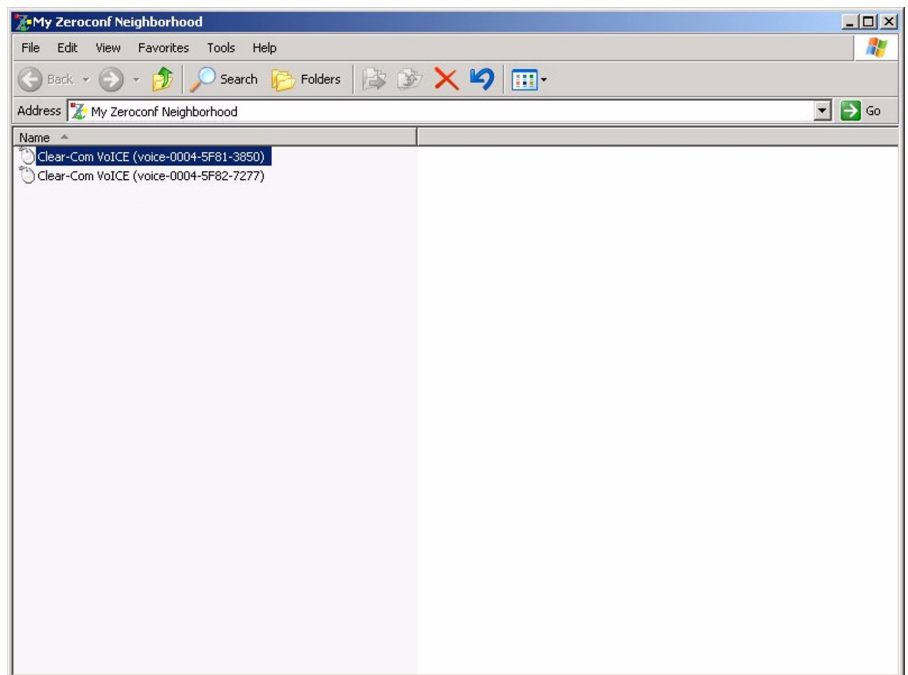 My Zeroconf Neighborhood
File Edit View Favorites Tools Help
Back Search Folders
Address My Zeroconf Neighborhood Go
Name
Clear-Com VoICE (voice-0004-5F81-3850)
Clear-Com VoICE (voice-0004-5F82-7277)